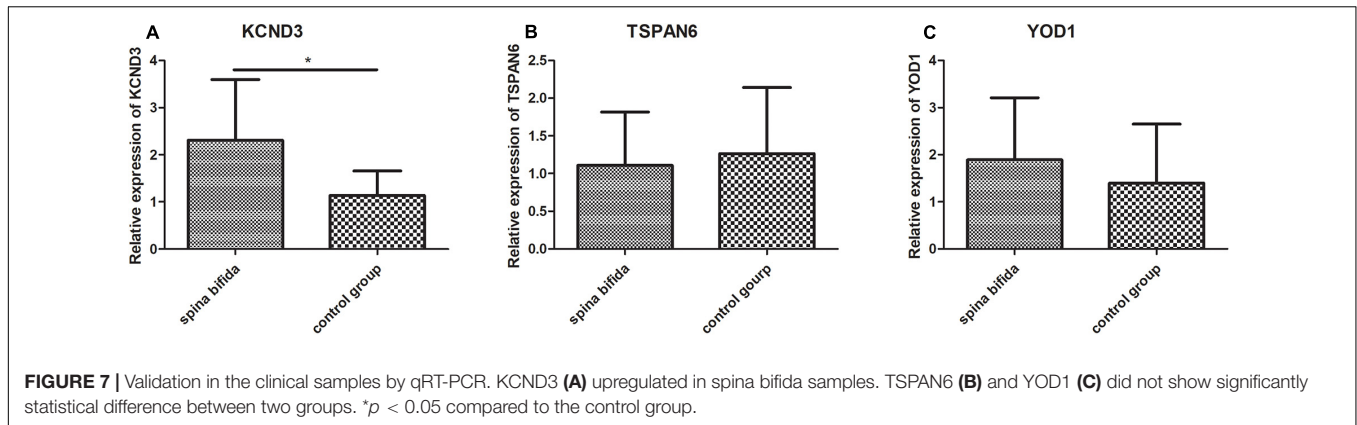 A KCND3
Relative expression of KCND3
4
3
2
1
0
*
spina bifida
control group
B TSPAN6
Relative expression of TSPAN6
2.5
2.0
1.5
1.0
0.5
0.0
spina bifida
control gourp
C YOD1
Relative expression of YOD1
4
3
2
1
0
spina bifida
control group
FIGURE 7 | Validation in the clinical samples by qRT-PCR. KCND3 (A) upregulated in spina bifida samples. TSPAN6 (B) and YOD1 (C) did not show significantly
statistical difference between two groups. *p < 0.05 compared to the control group.